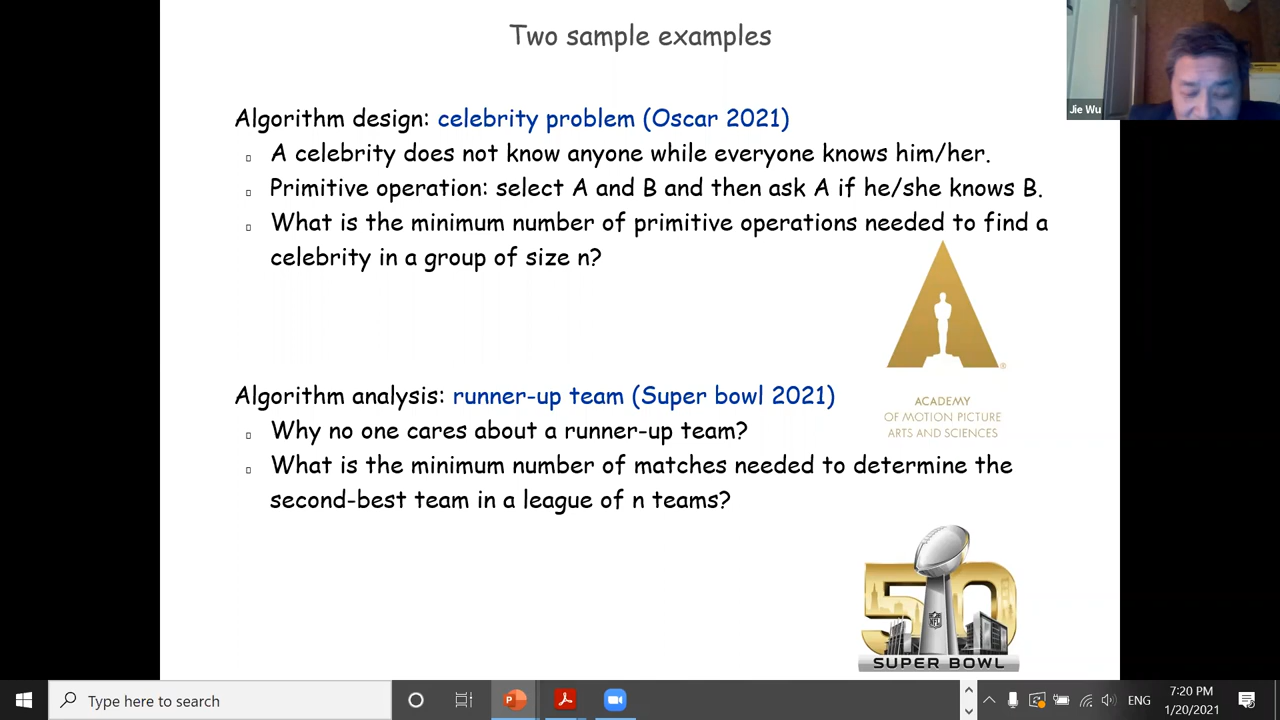 Two sample examples
Jie Wu
Algorithm design: celebrity problem (Oscar 2021)
A celebrity does not know anyone while everyone knows him/her.
Primitive operation: select A and B and then ask A if he/she knows B.
What is the minimum number of primitive operations needed to find a
celebrity in a group of size n?
ACADEMY
OF MOTION PICTURE
ARTS AND SCIENCES
Algorithm analysis: runner-up team (Super bowl 2021)
Why no one cares about a runner-up team?
What is the minimum number of matches needed to determine the
second-best team in a league of n teams?
50
NFL
SUPER BOWL
Type here to search
ENG
7:20 PM
1/20/2021